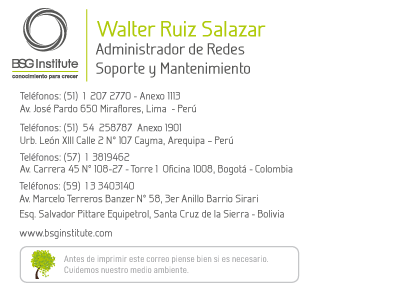 BSG Institute
conocimiento para crecer
Walter Ruiz Salazar
Administrador de Redes
Soporte y Mantenimiento
Teléfonos: (51) 1 207 2770 - Anexo 1113
Av. José Pardo 650 Miraflores, Lima - Perú
Teléfonos: (51) 54 258787 Anexo 1901
Urb. León XIII Calle 2 N° 107 Cayma, Arequipa – Perú
Teléfonos: (57) 1 3819462
Av. Carrera 45 N° 108-27 - Torre 1 Oficina 1008, Bogotá - Colombia
Teléfonos: (59) 13 3403140
Av. Marcelo Terreros Banzer N° 58, 3er Anillo Barrio Sirari
Esq. Salvador Pittare Equipetrol, Santa Cruz de la Sierra - Bolivia
www.bsginstitute.com
Antes de imprimir este correo piense bien si es necesario.
Cuidemos nuestro medio ambiente.